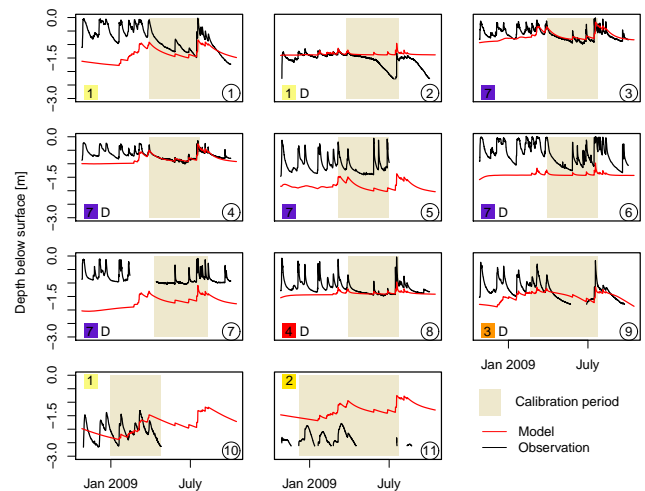 0.0
−1.5
−3.0
1
1
1 D
2
7
3
0.0
−1.5
−3.0
7 D
4
7
5
7 D
6
Depth below surface [m]
0.0
−1.5
−3.0
7 D
7
4 D
8
3 D
9
Jan 2009 July
0.0
−1.5
−3.0
1
10
2
11
Jan 2009 July
Calibration period
Model
Observation